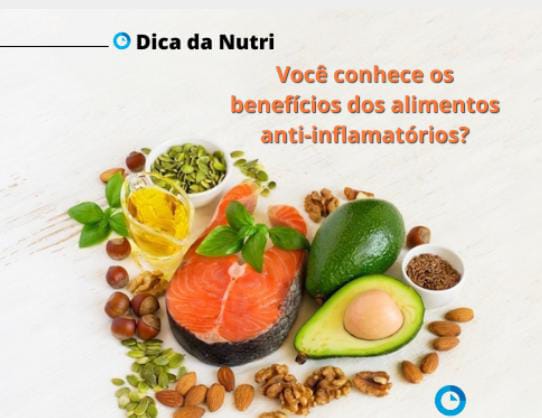 Dica da Nutri
Você conhece os
benefícios dos alimentos
anti-inflamatórios?